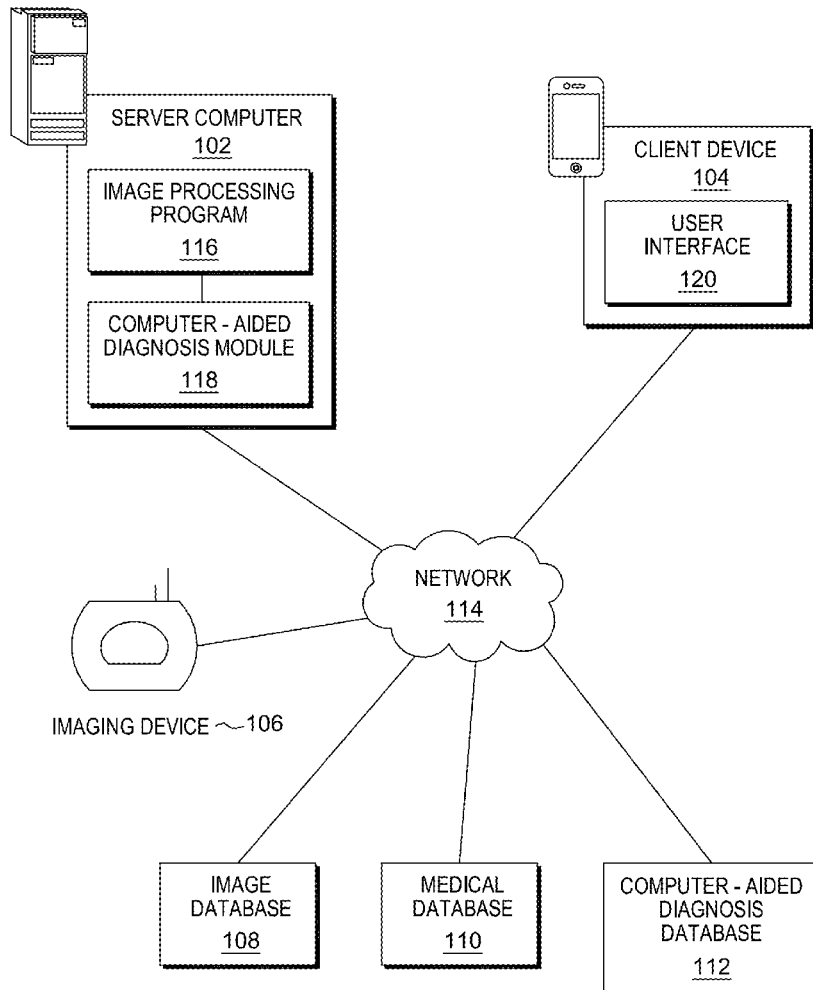 SERVER COMPUTER
102
IMAGE PROCESSING
PROGRAM
116
COMPUTER - AIDED
DIAGNOSIS MODULE
118
CLIENT DEVICE
104
USER
INTERFACE
120
NETWORK
114
IMAGING DEVICE 106
IMAGE
DATABASE
108
MEDICAL
DATABASE
110
COMPUTER - AIDED
DIAGNOSIS
DATABASE
112